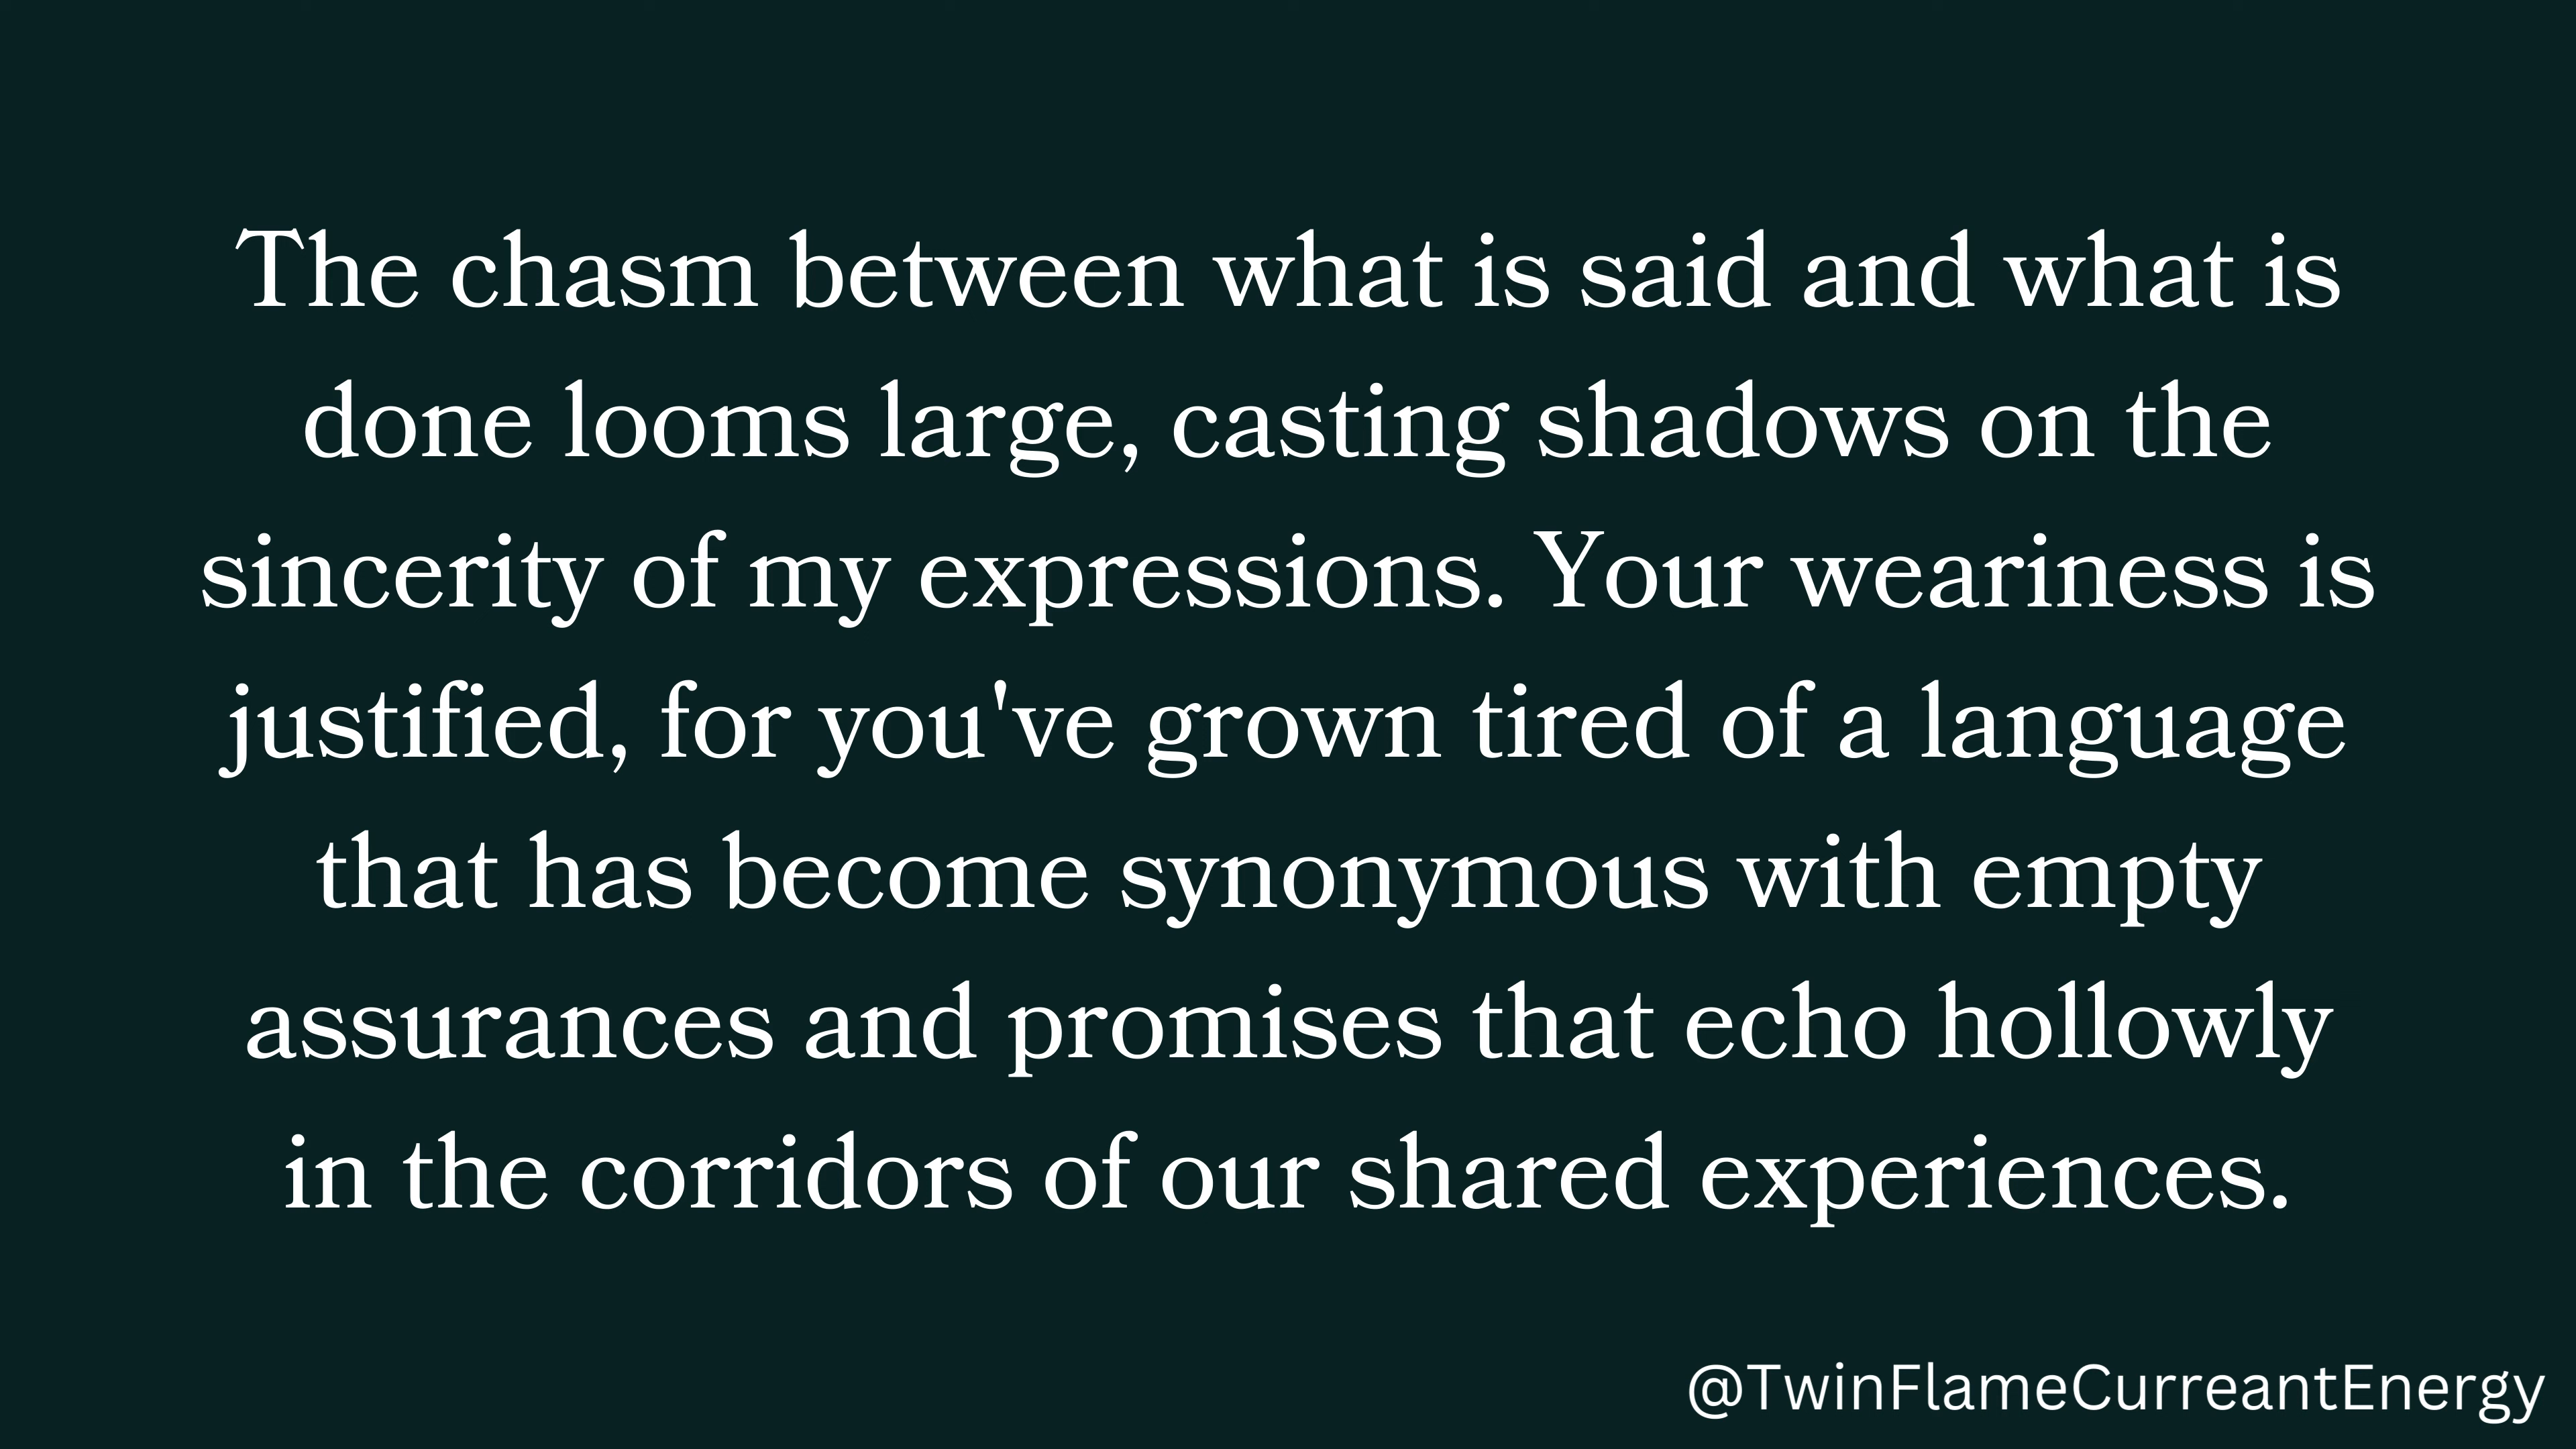 The chasm between what is said and what is
done looms large, casting shadows on the
sincerity of my expressions. Your weariness is
justified, for you've grown tired of a language
that has become synonymous with empty
assurances and promises that echo hollowly
in the corridors of our shared experiences.
@TwinFlameCurreantEnergy